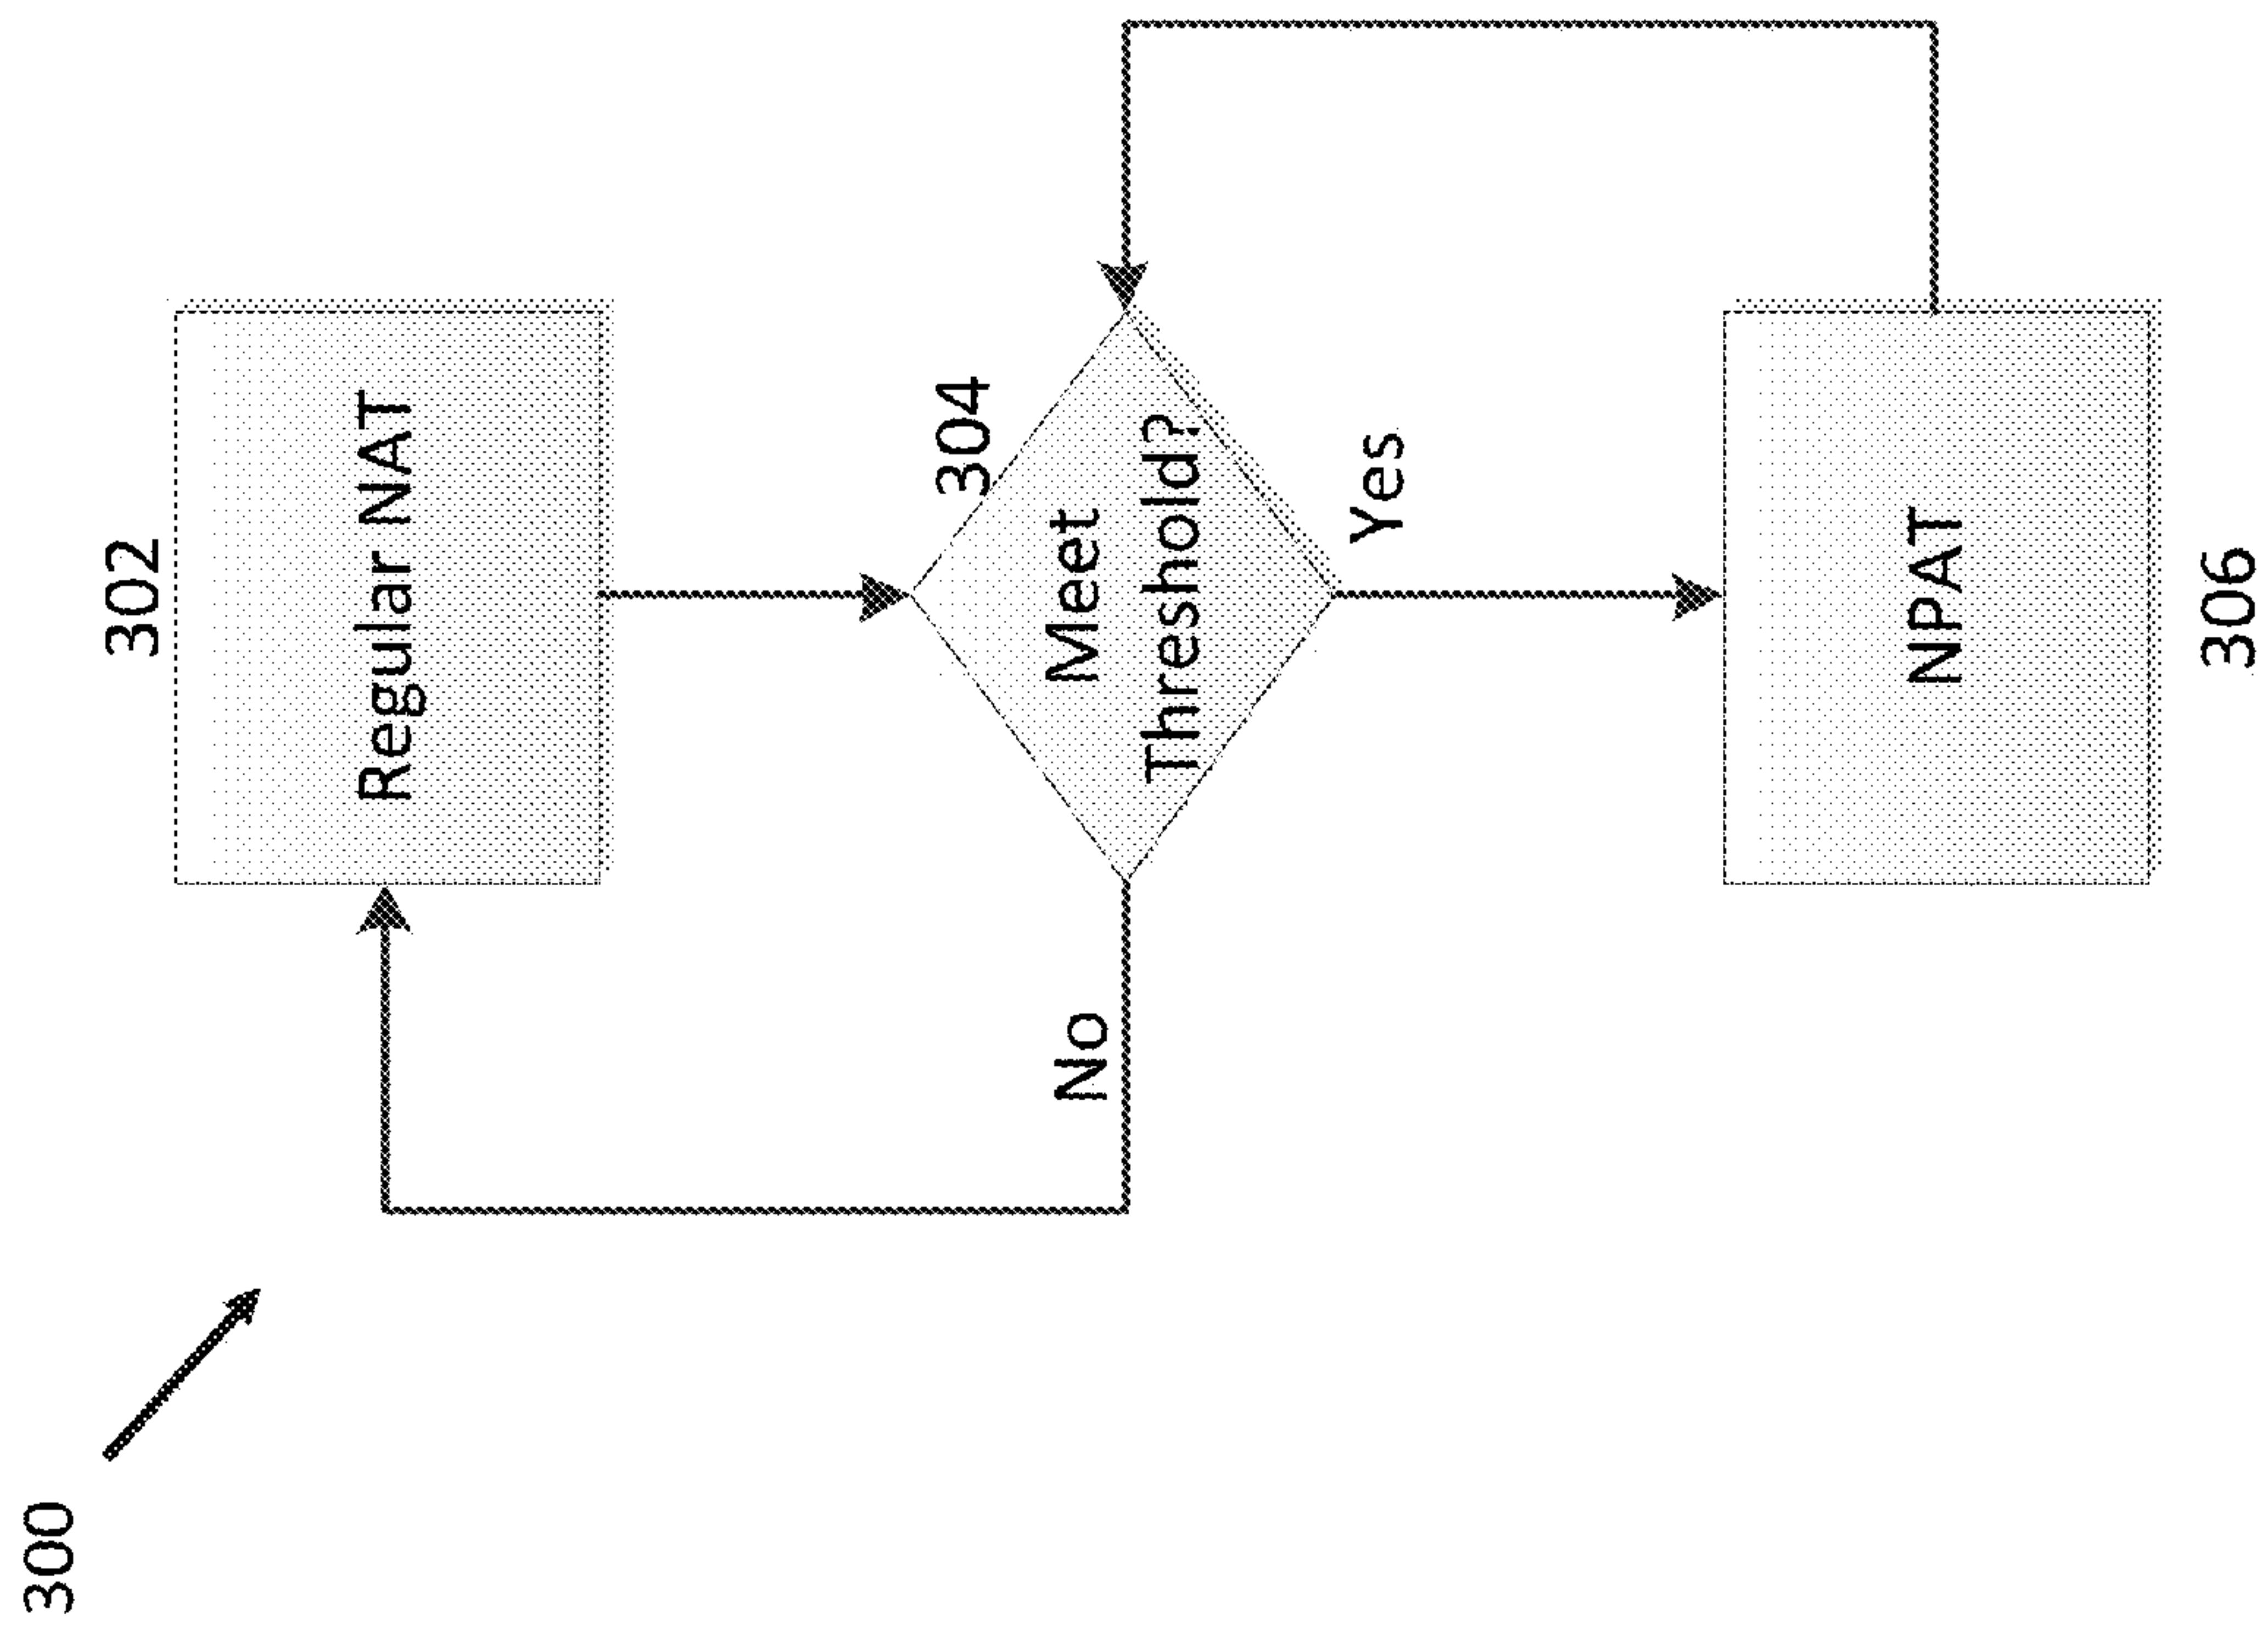 300
302
Regular NAT
304
Meet
Threshold?
No
Yes
NPAT
306